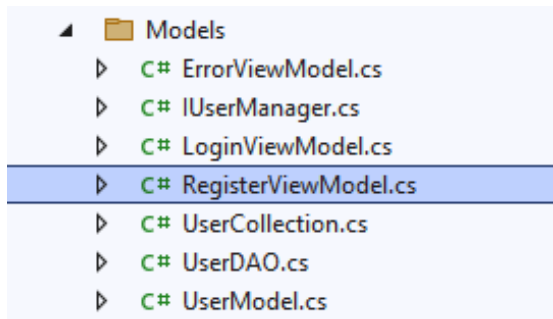 Models
C# ErrorViewModel.cs
C# IUserManager.cs
C# LoginViewModel.cs
C# RegisterViewModel.cs
C# UserCollection.cs
C# UserDAO.cs
C# UserModel.cs